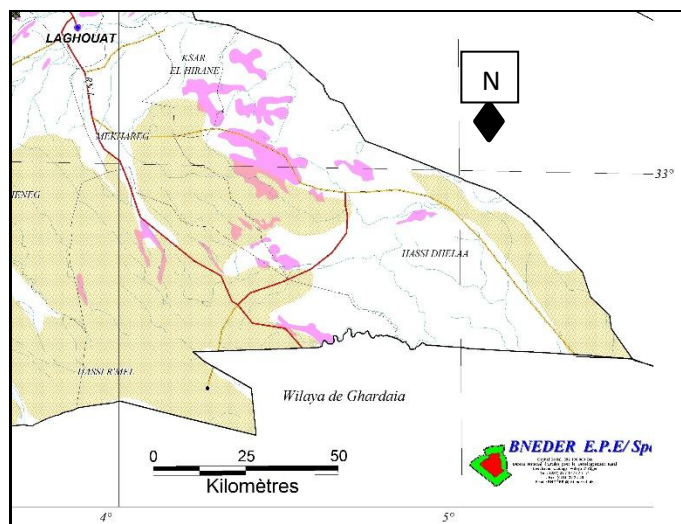 LAGHOUAT
KSAR
EL HIRANE
N
MEKHAREG
33°
HASSI DHELAA
HASSI R'MEL
Wilaya de Ghardaia
0 25 50
Kilomètres
BNEDER E.P.E/ Spa
4° 5°